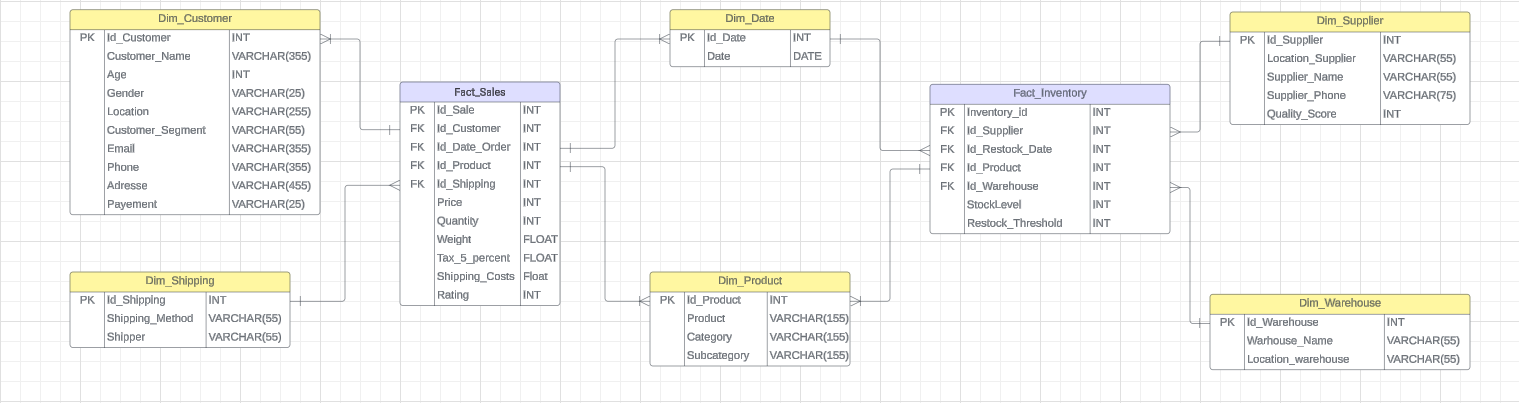 Dim_Customer
PK Id_Customer INT
Customer_Name VARCHAR(355)
Age INT
Gender VARCHAR(25)
Location VARCHAR(255)
Customer_Segment VARCHAR(55)
Email VARCHAR(355)
Phone VARCHAR(355)
Adresse VARCHAR(455)
Payement VARCHAR(25)
Dim_Shipping
PK Id_Shipping INT
Shipping_Method VARCHAR(55)
Shipper VARCHAR(55)
Fact_Sales
PK Id_Sale INT
FK Id_Customer INT
FK Id_Date_Order INT
FK Id_Product INT
FK Id_Shipping INT
Price INT
Quantity INT
Weight FLOAT
Tax_5_percent FLOAT
Shipping_Costs Float
Rating INT
Dim_Date
PK Id_Date INT
Date DATE
Dim_Product
PK Id_Product INT
Product VARCHAR(155)
Category VARCHAR(155)
Subcategory VARCHAR(155)
Fact_Inventory
PK Inventory_id INT
FK Id_Supplier INT
FK Id_Restock_Date INT
FK Id_Product INT
FK Id_Warehouse INT
StockLevel INT
Restock_Threshold INT
Dim_Supplier
PK Id_Supplier INT
Location_Supplier VARCHAR(55)
Supplier_Name VARCHAR(55)
Supplier_Phone VARCHAR(75)
Quality_Score INT
Dim_Warehouse
PK Id_Warehouse INT
Warhouse_Name VARCHAR(55)
Location_warehouse VARCHAR(55)